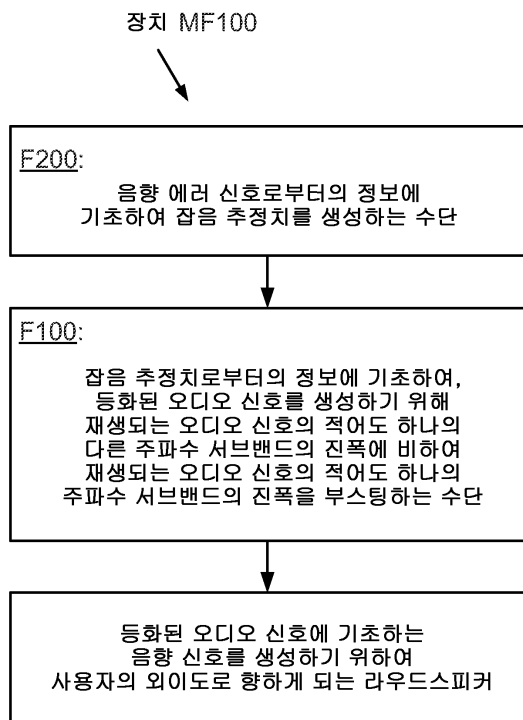 장치 MF100
F200:
음향 에러 신호로부터의 정보에
기초하여 잡음 추정치를 생성하는 수단
F100:
잡음 추정치로부터의 정보에 기초하여,
등화된 오디오 신호를 생성하기 위해
재생되는 오디오 신호의 적어도 하나의
다른 주파수 서브밴드의 진폭에 비하여
재생되는 오디오 신호의 적어도 하나의
주파수 서브밴드의 진폭을 부스팅하는 수단
등화된 오디오 신호에 기초하는
음향 신호를 생성하기 위하여
사용자의 외이도로 향하게 되는 라우드스피커